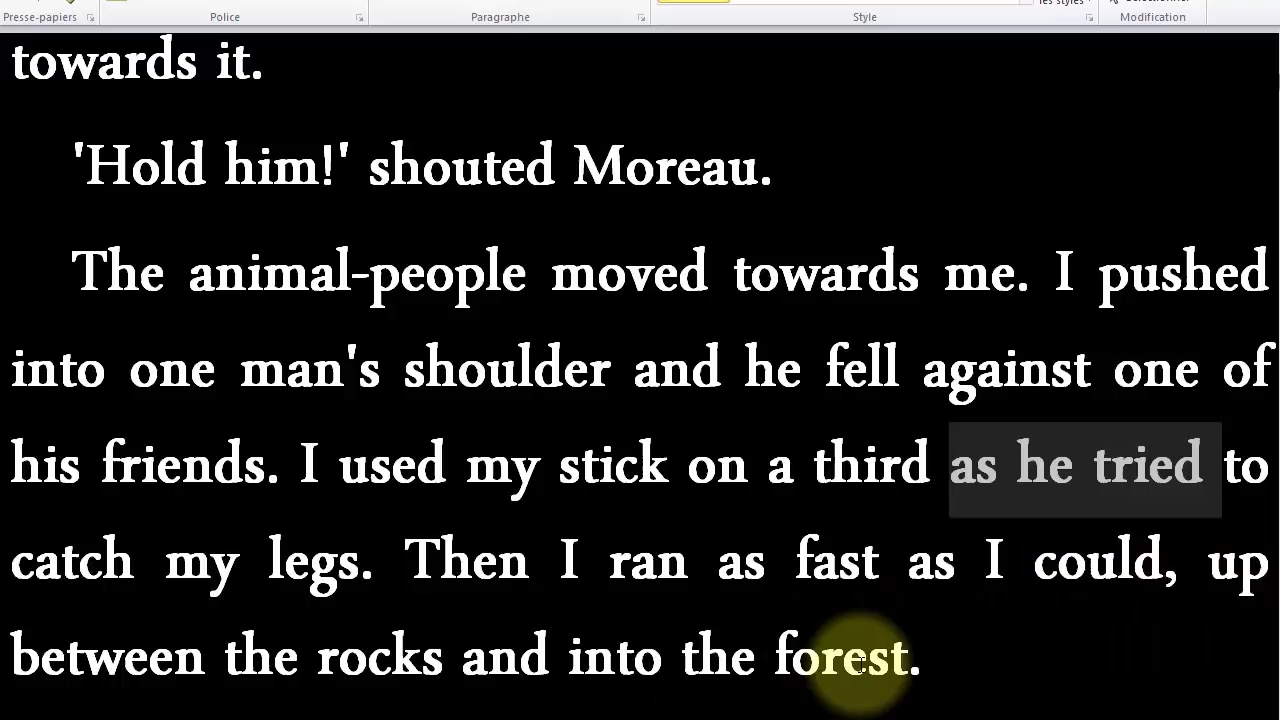 Presse-papiers Police Paragraphe Style Modification
towards it.
'Hold him!' shouted Moreau.
The animal-people moved towards me. I pushed
into one man's shoulder and he fell against one of
his friends. I used my stick on a third as he tried to
catch my legs. Then I ran as fast as I could, up
between the rocks and into the forest.